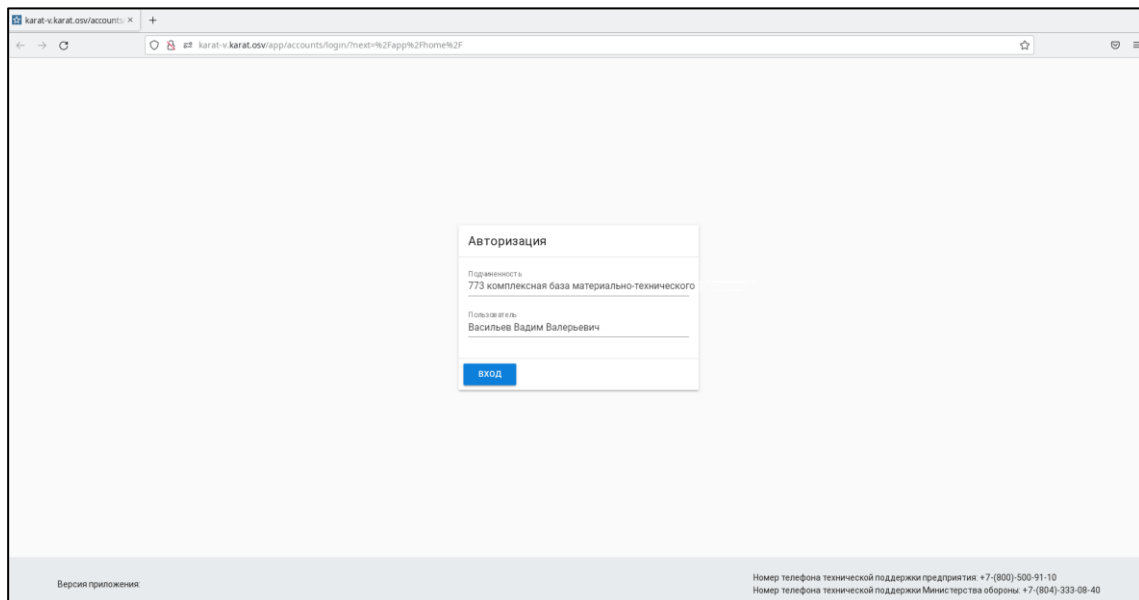 karat-v.karat.osv/accounts
karat-v.karat.osv/app/accounts/login/?next=%2Fapp%2Fhome%2F
Авторизация
Подчиненность
773 комплексная база материально-технического
Пользователь
Васильев Вадим Валерьевич
ВХОД
Версия приложения:
Номер телефона технической поддержки предприятия: +7-(800)-500-91-10
Номер телефона технической поддержки Министерства обороны: +7-(804)-333-08-40